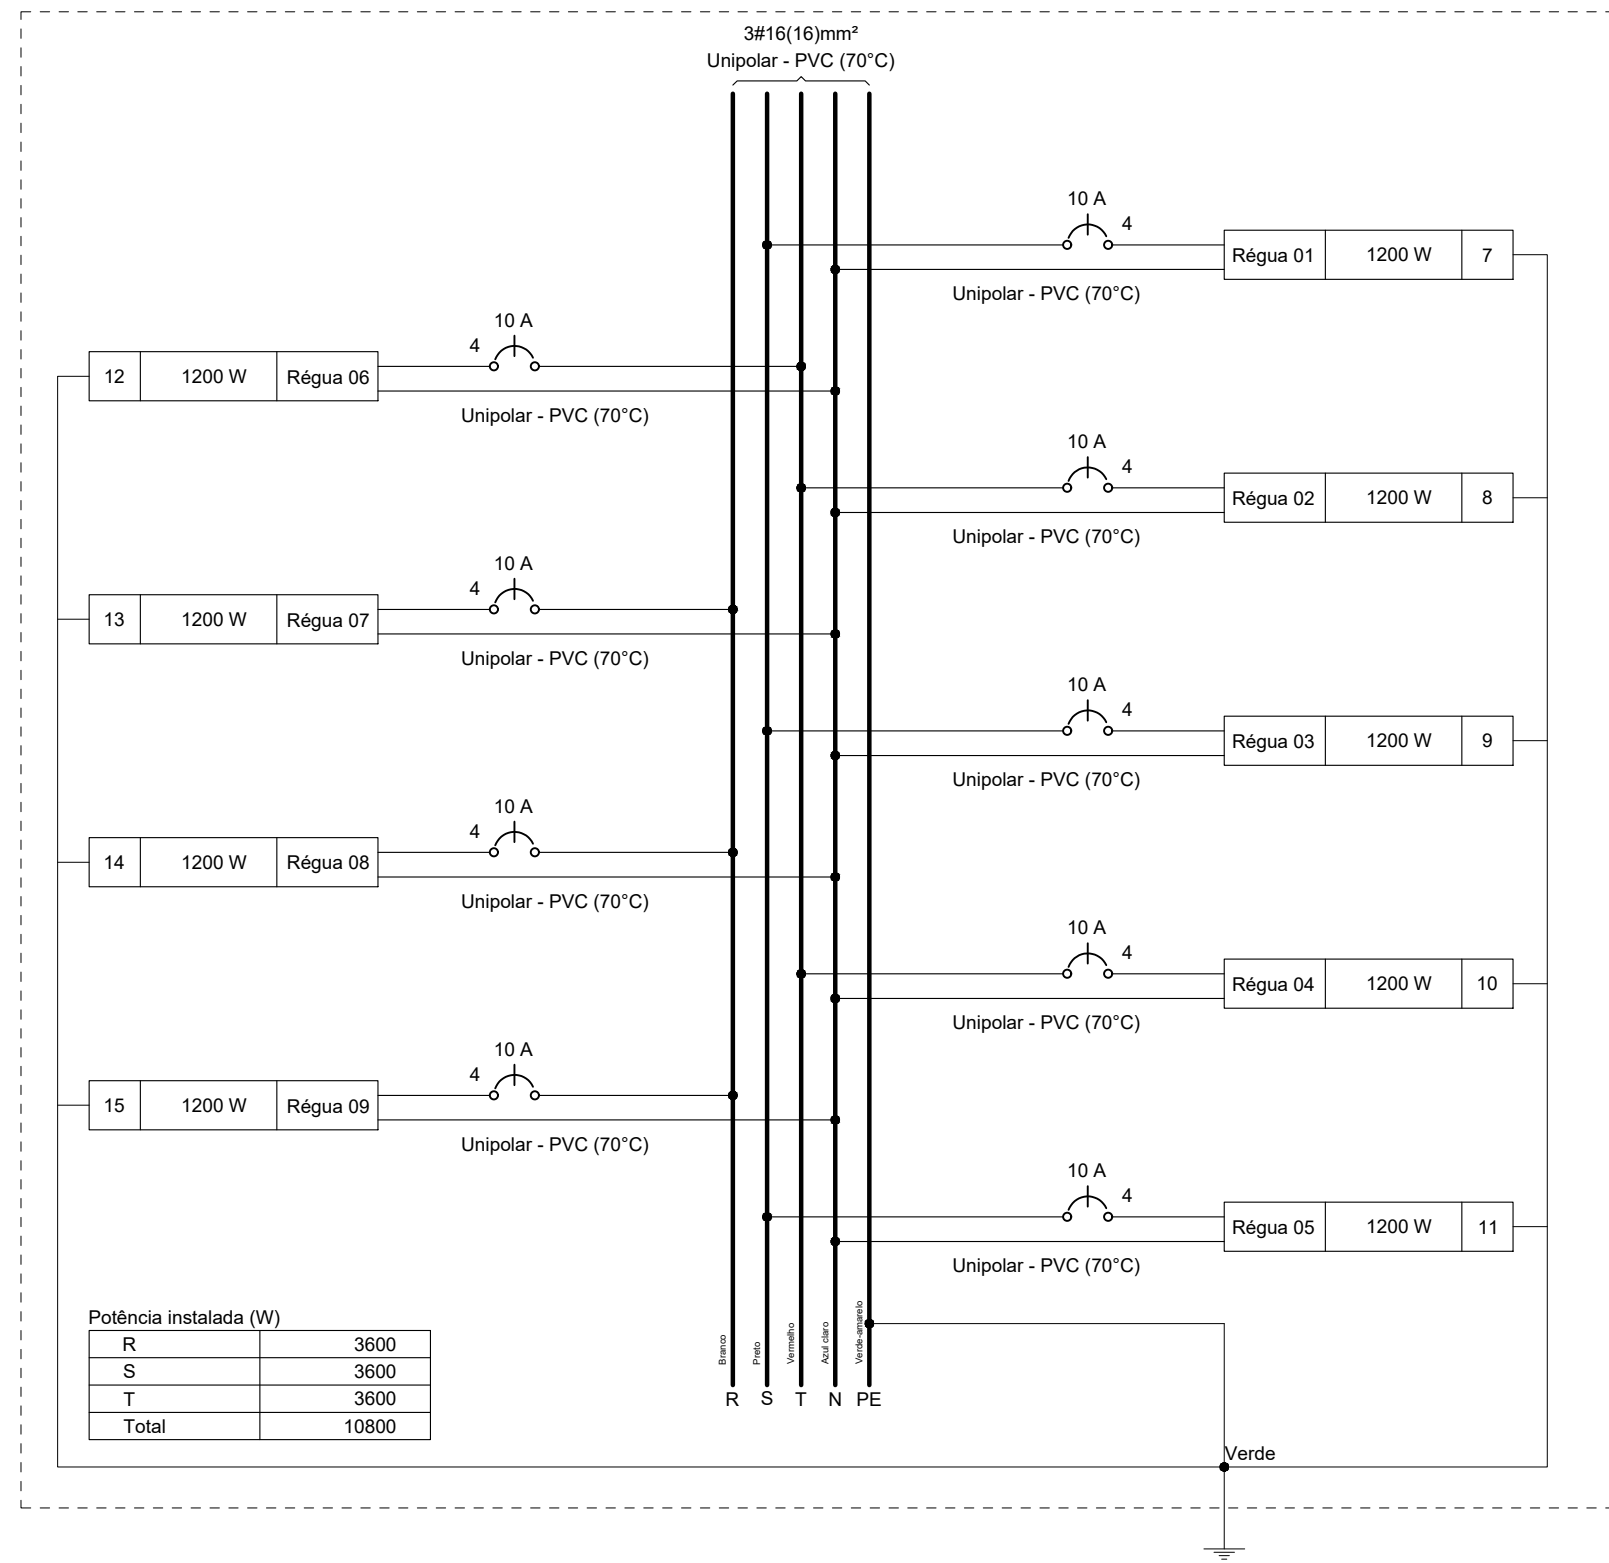 3#16(16)mm²
Unipolar - PVC (70°C)
10 A
4
Régua 01 1200 W 7
Unipolar - PVC (70°C)
10 A
4
12 1200 W Régua 06
Unipolar - PVC (70°C)
10 A
4
Régua 02 1200 W 8
Unipolar - PVC (70°C)
10 A
4
13 1200 W Régua 07
Unipolar - PVC (70°C)
10 A
4
Régua 03 1200 W 9
Unipolar - PVC (70°C)
10 A
4
14 1200 W Régua 08
Unipolar - PVC (70°C)
10 A
4
Régua 04 1200 W 10
Unipolar - PVC (70°C)
10 A
4
15 1200 W Régua 09
Unipolar - PVC (70°C)
10 A
4
Régua 05 1200 W 11
Unipolar - PVC (70°C)
Potência instalada (W)
R 3600
S 3600
T 3600
Total 10800
Branco
Preto
Vermelho
Azul claro
Verde-amarelo
R S T N PE
Verde